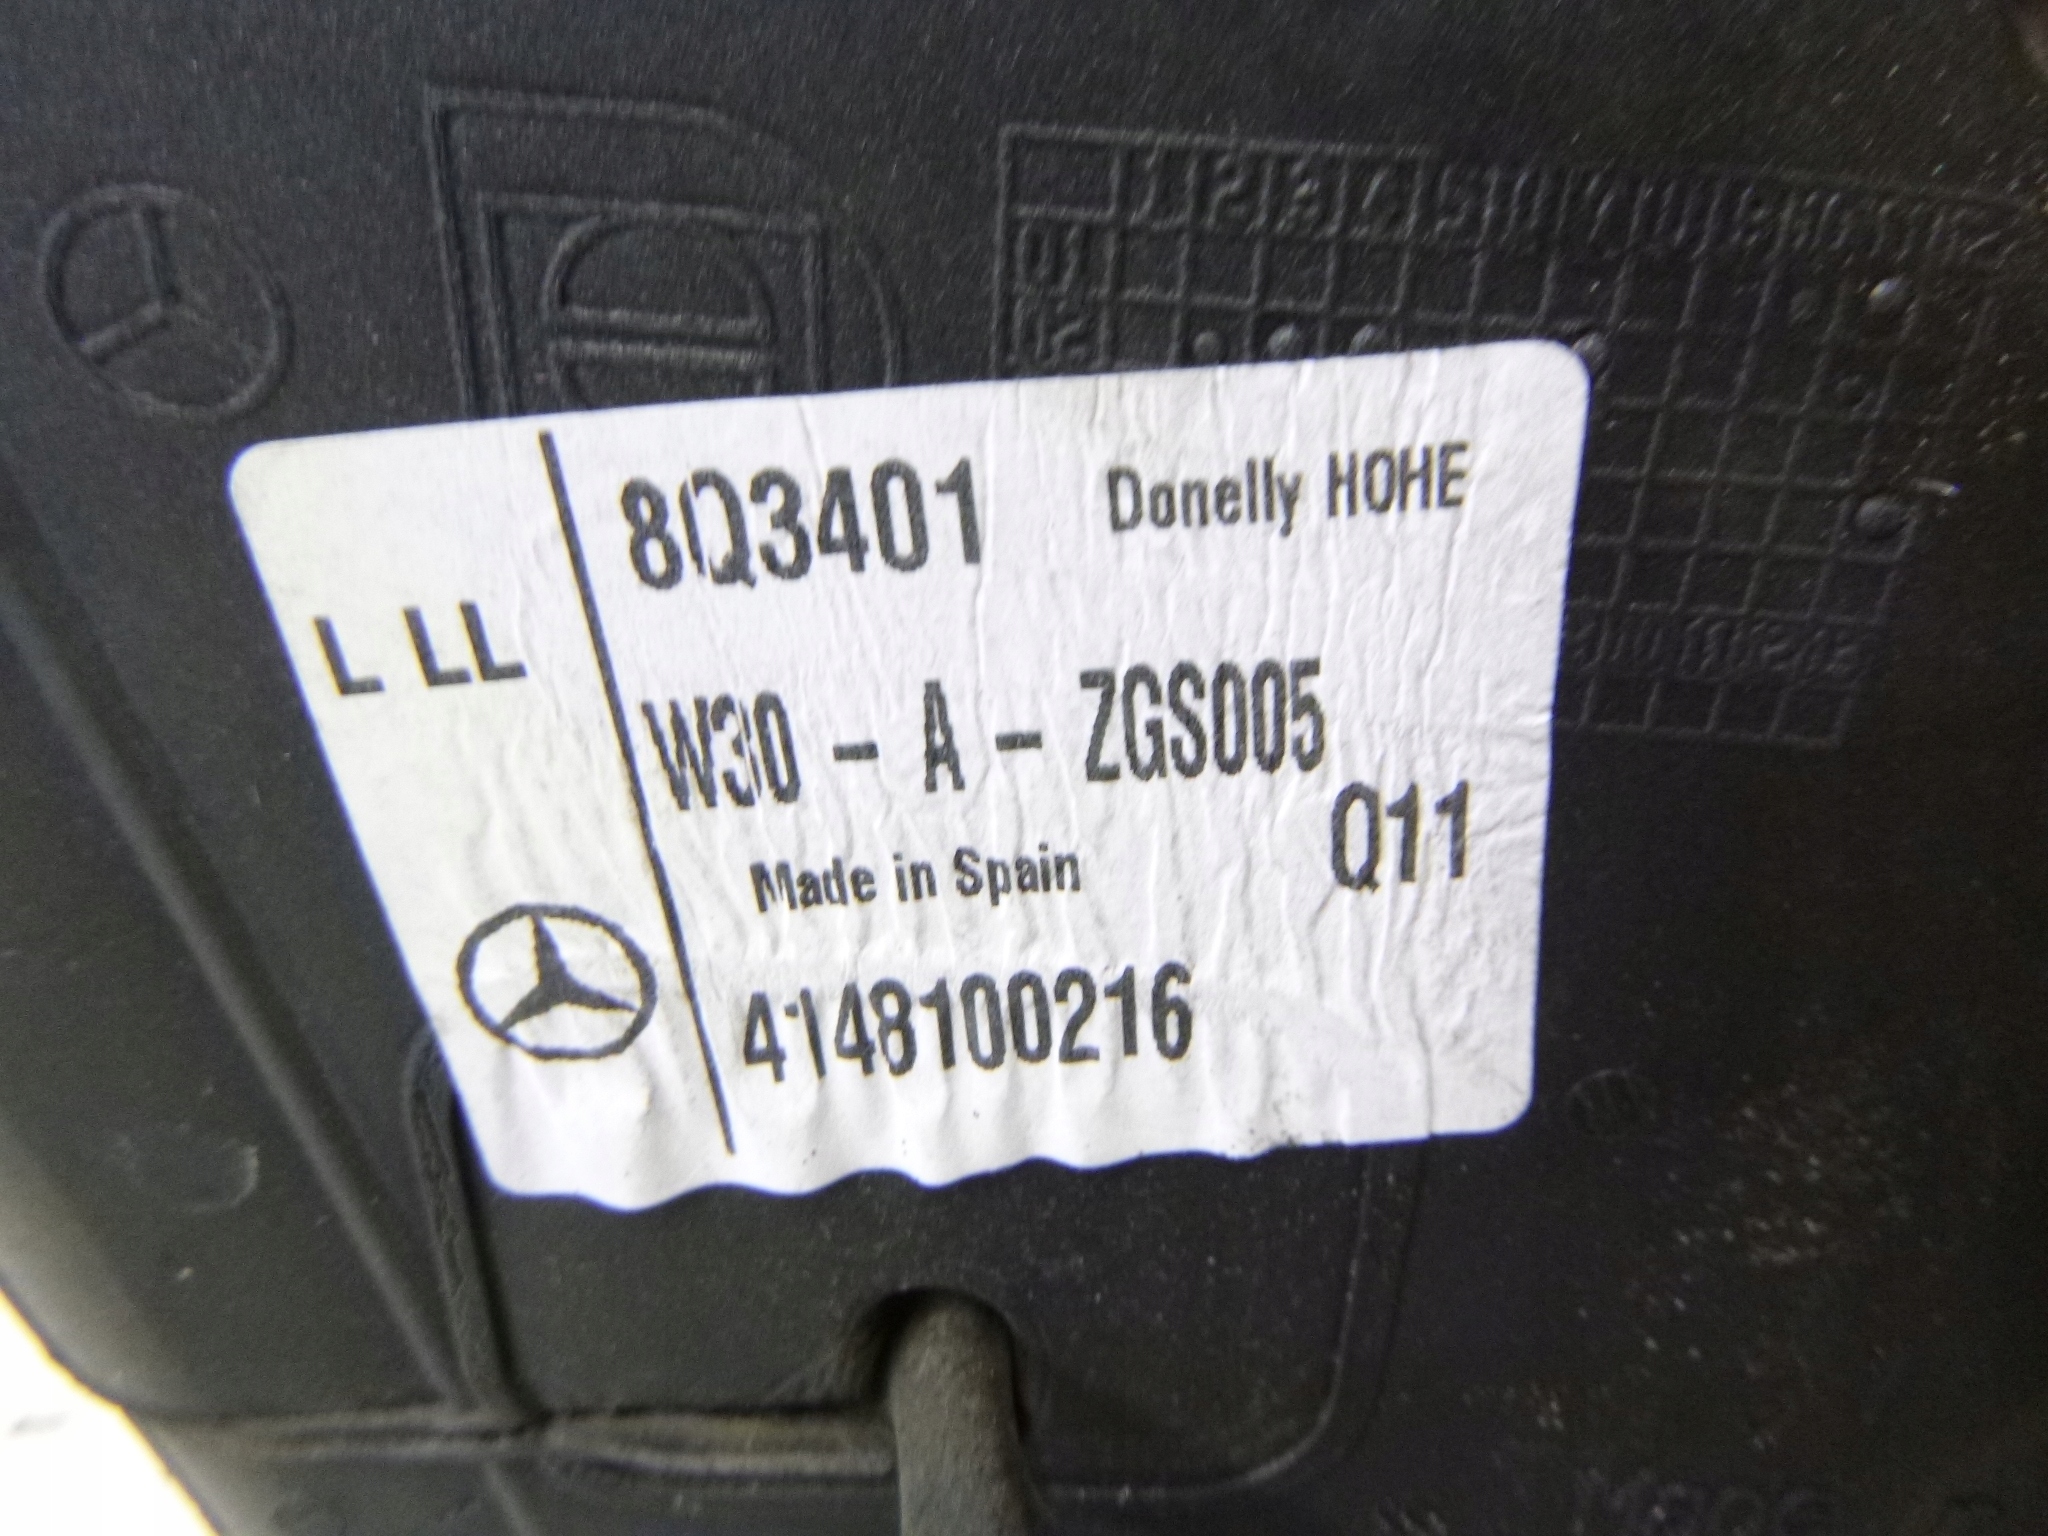 8Q3401 Donelly HOHE
L LL
W30 - A - ZGS005
Q11
Made in Spain
4148100216